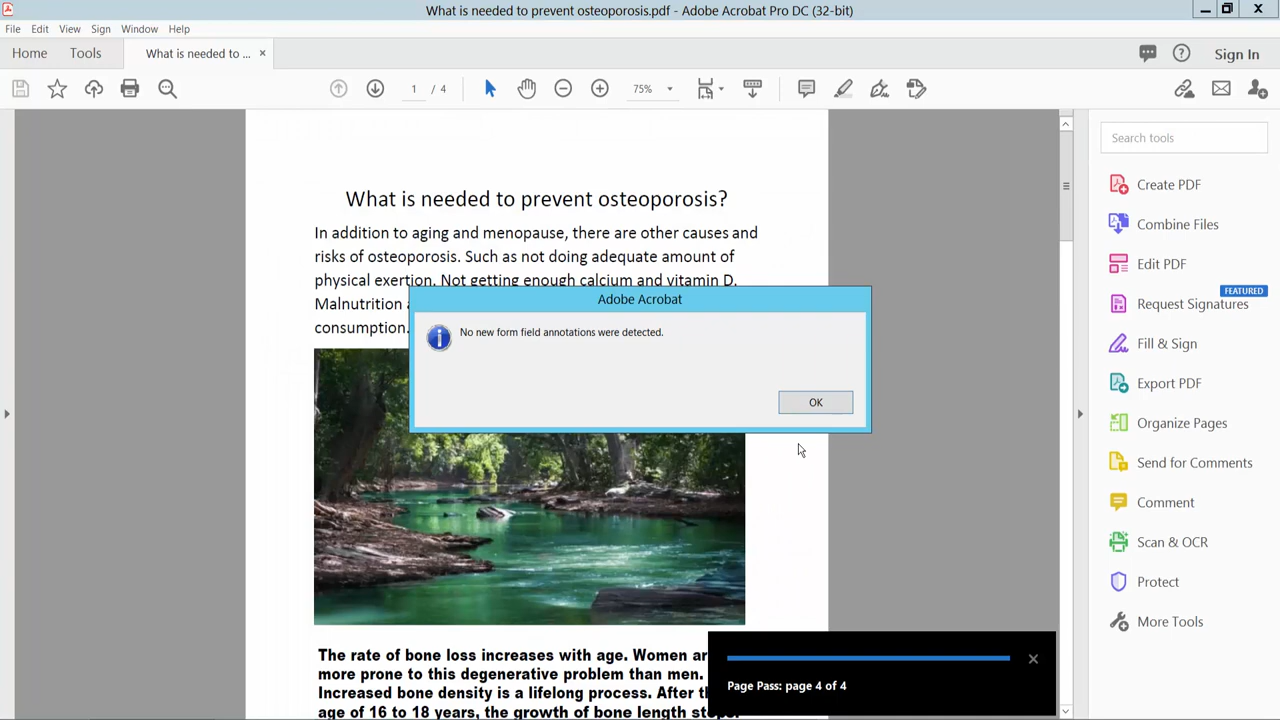 What is needed to prevent osteoporosis.pdf - Adobe Acrobat Pro DC (32-bit)
File Edit View Sign Window Help
Home Tools What is needed to ... × Sign In
1 / 4 75%
Search tools
Create PDF
Combine Files
Edit PDF
FEATURED
Request Signatures
Fill & Sign
Export PDF
Organize Pages
Send for Comments
Comment
Scan & OCR
Protect
More Tools
What is needed to prevent osteoporosis?
In addition to aging and menopause, there are other causes and
risks of osteoporosis. Such as not doing adequate amount of
physical exertion. Not getting enough calcium and vitamin D.
Malnutrition
consumption.
Adobe Acrobat
No new form field annotations were detected.
OK
The rate of bone loss increases with age. Women
more prone to this degenerative problem than men.
Increased bone density is a lifelong process. After
age of 16 to 18 years, the growth of bone length
Page Pass: page 4 of 4